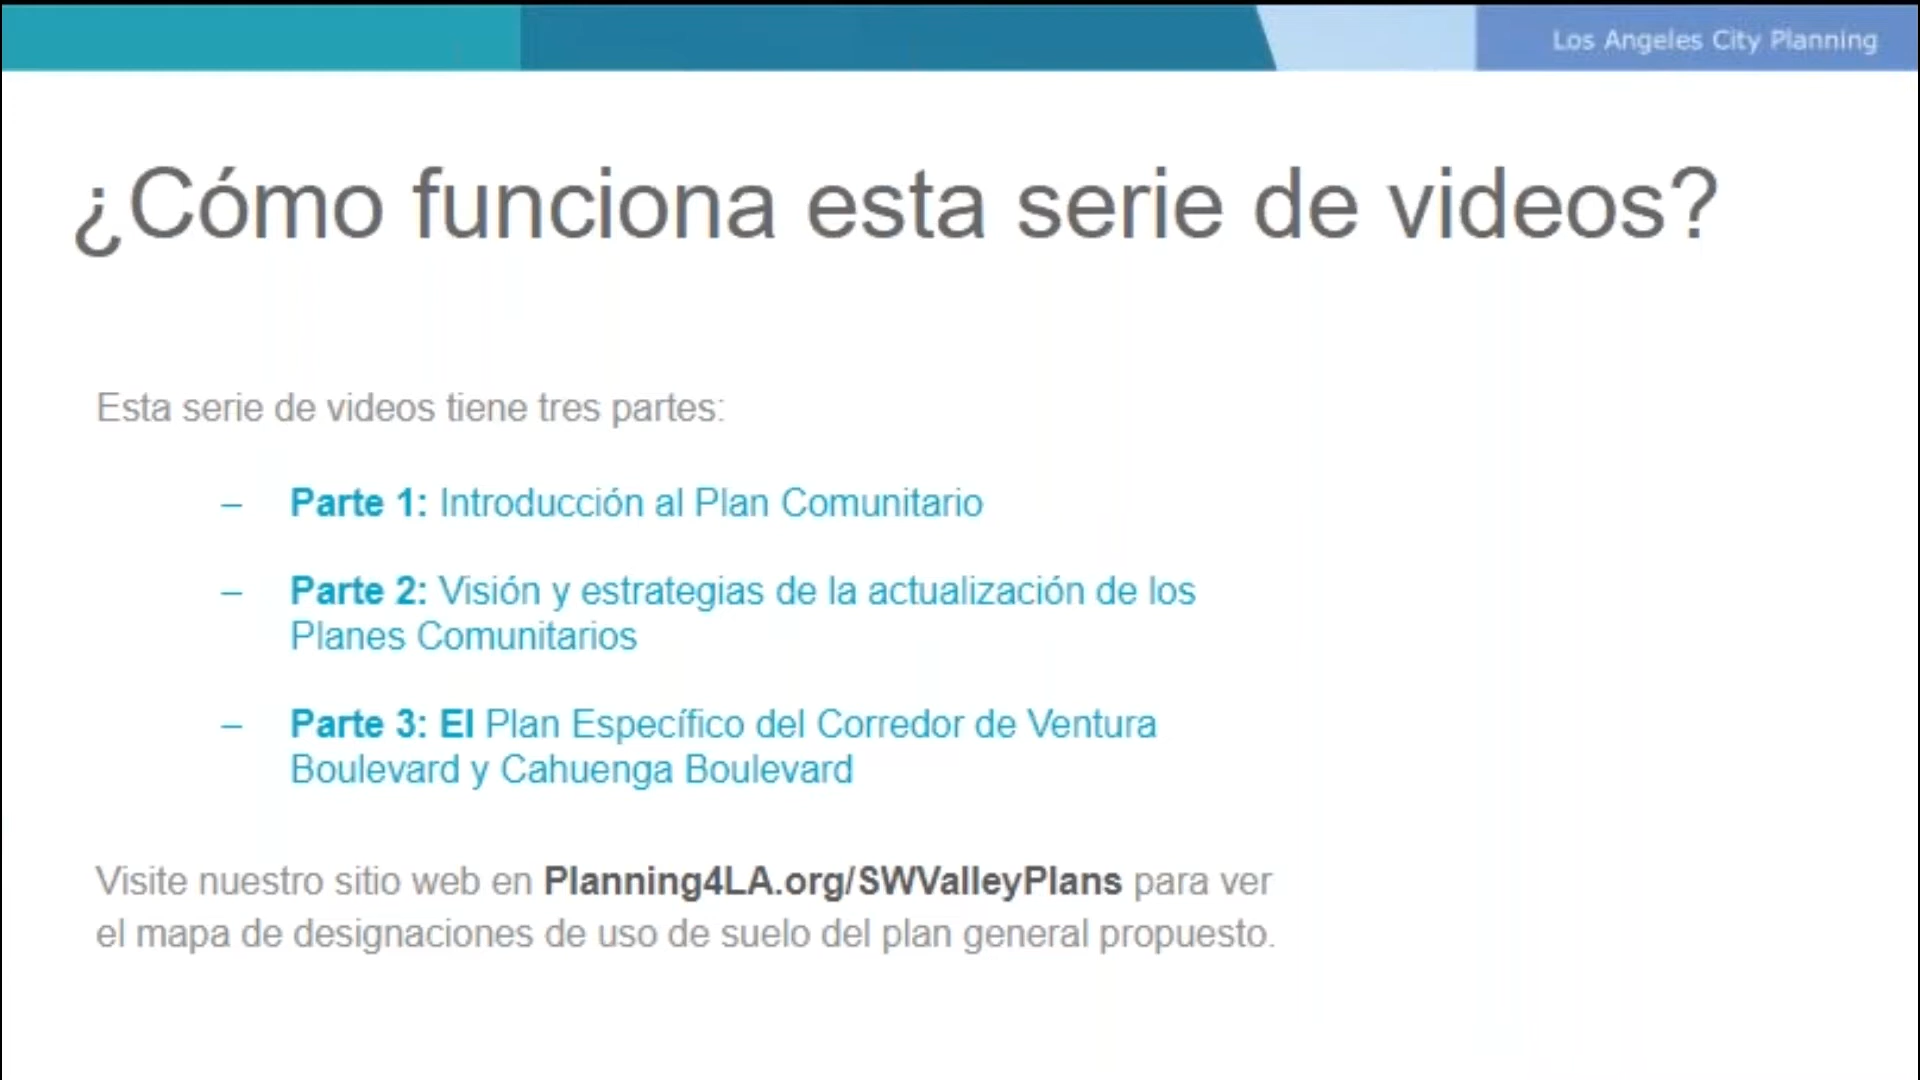 Los Angeles City Planning
¿Cómo funciona esta serie de videos?
Esta serie de videos tiene tres partes:
– Parte 1: Introducción al Plan Comunitario
– Parte 2: Visión y estrategias de la actualización de los
Planes Comunitarios
– Parte 3: El Plan Específico del Corredor de Ventura
Boulevard y Cahuenga Boulevard
Visite nuestro sitio web en Planning4LA.org/SWValleyPlans para ver
el mapa de designaciones de uso de suelo del plan general propuesto.